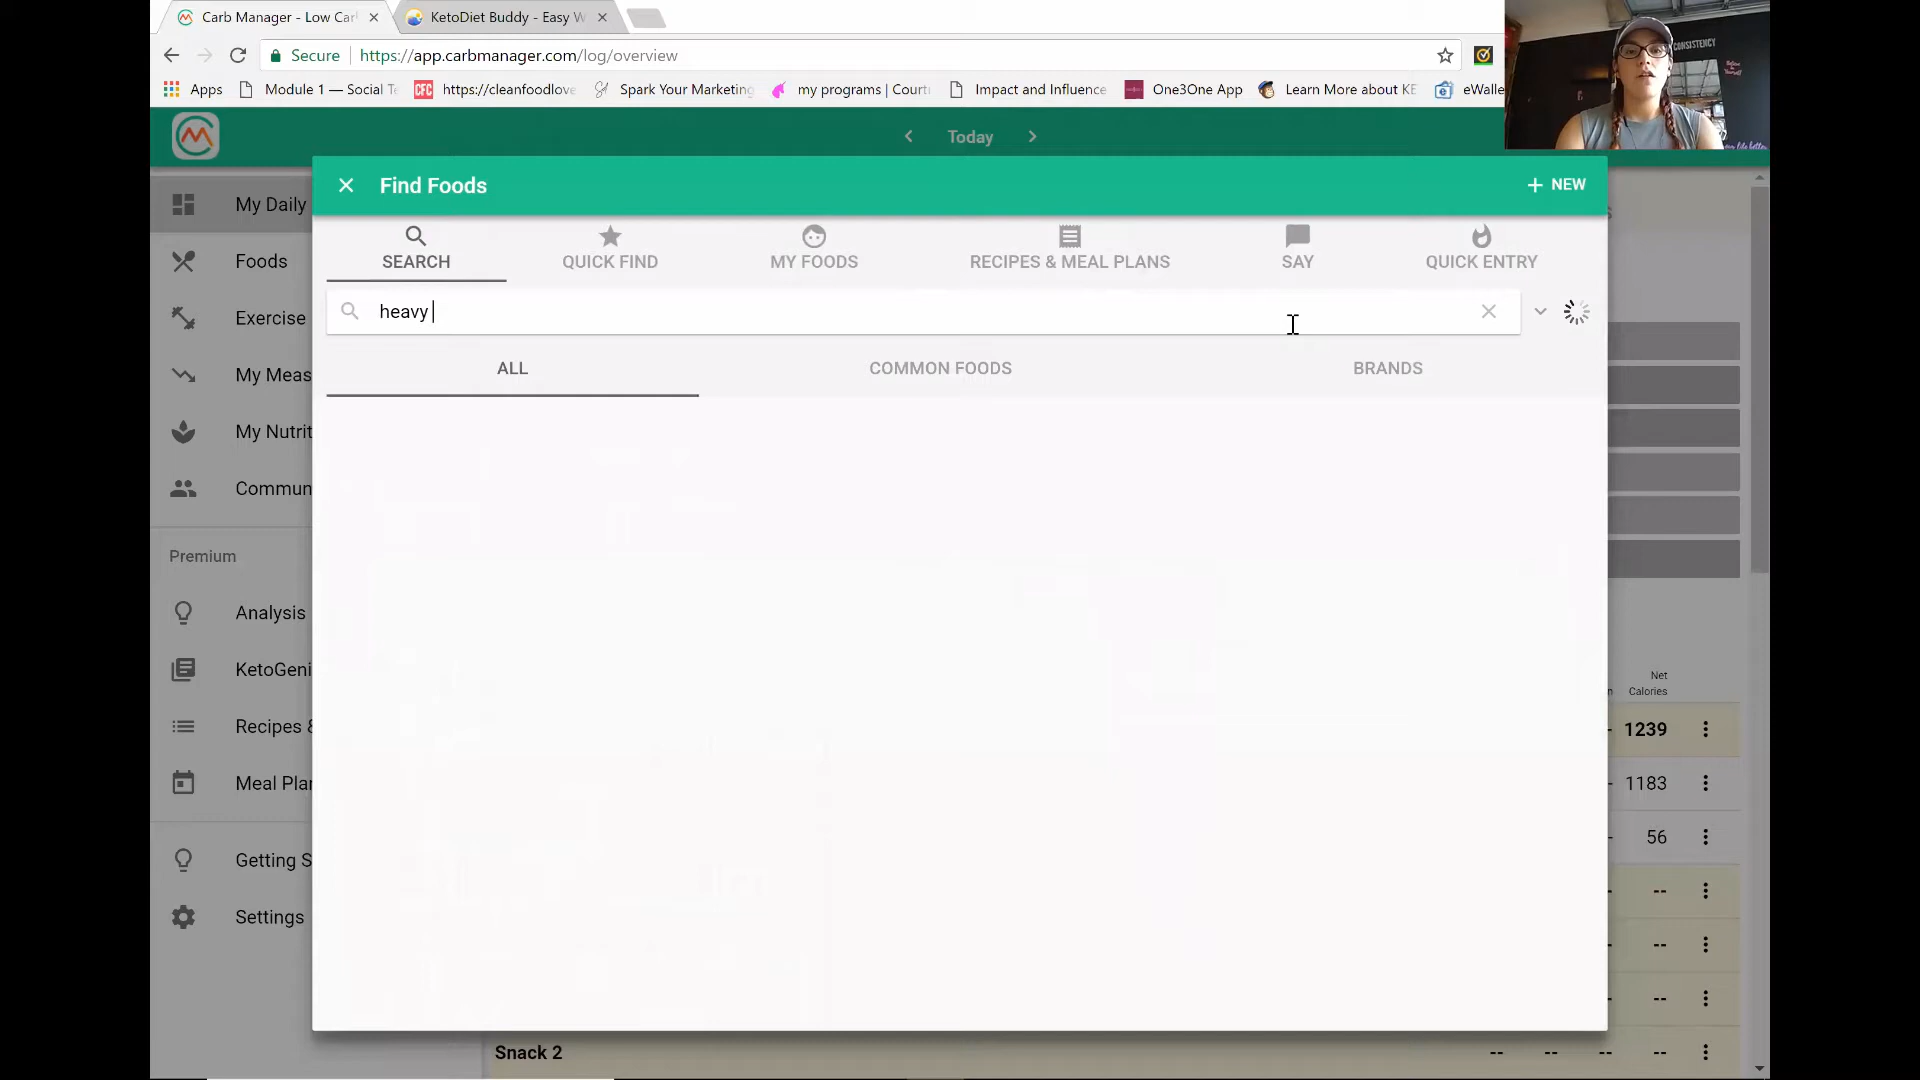 Carb Manager - Low Car
KetoDiet Buddy - Easy W
Secure
https://app.carbmanager.com/log/overview
Apps
Module 1 — Social Te
CFC
https://cleanfoodlove
Spark Your Marketing
my programs | Court
Impact and Influence
One3One App
Learn More about KE
eWalle
CONSISTENCY
Today
Find Foods
+ NEW
SEARCH
QUICK FIND
MY FOODS
RECIPES & MEAL PLANS
SAY
QUICK ENTRY
heavy
ALL
COMMON FOODS
BRANDS
My Daily
Foods
Exercise
My Meas
My Nutrit
Commun
Premium
Analysis
KetoGeni
Recipes &
Meal Plan
Getting S
Settings
Net
Calories
1239
1183
56
--
--
--
Snack 2
-- -- -- --